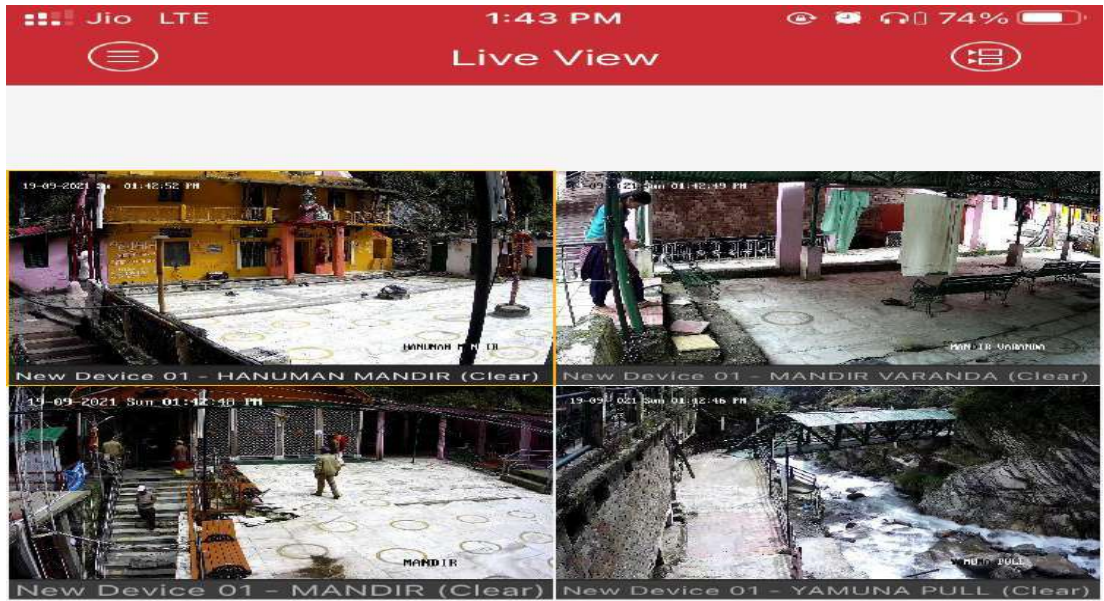 Jio LTE 1:43 PM 74%
Live View
19-09-2021 01:42:52 PM
HANUMAN
New Device 01 - HANUMAN MANDIR (Clear)
Sun 01:42:49 PM
MANDIR VARANDA
New Device 01 - MANDIR VARANDA (Clear)
19-09-2021 Sun 01:42:48 PM
MANDIR
New Device 01 - MANDIR (Clear)
Sun 01:42:46 PM
PULL
New Device 01 - YAMUNA PULL (Clear)